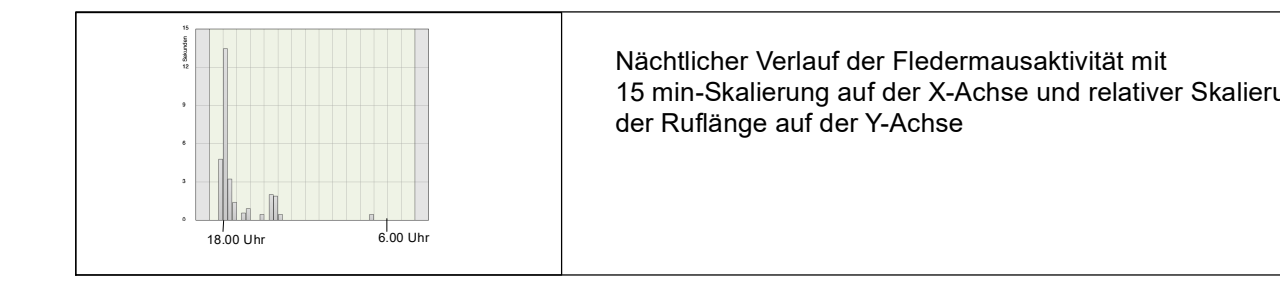 15
Sekunden
12
9
6
3
0
18.00 Uhr
6.00 Uhr
Nächtlicher Verlauf der Fledermausaktivität mit
15 min-Skalierung auf der X-Achse und relativer
der Ruflänge auf der Y-Achse